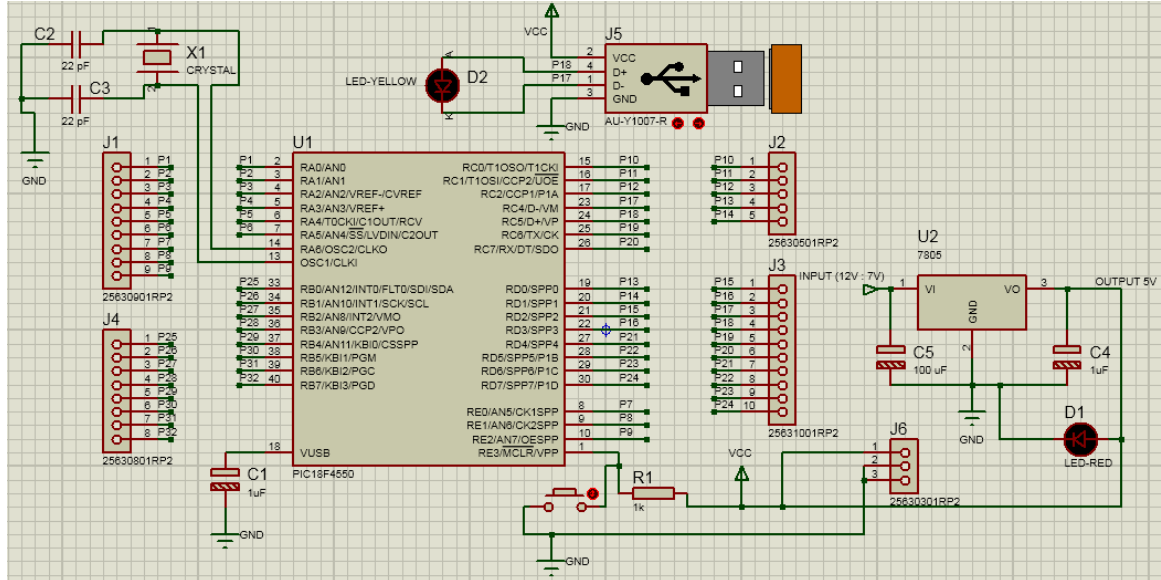 C2
22 pF
X1
CRYSTAL
C3
22 pF
GND
VCC
J5
LED-YELLOW
A
K
D2
P18
P17
2
4
1
3
VCC
D+
D-
GND
AU-Y1007-R
GND
J1
1 P1
2 P2
3 P3
4 P4
5 P5
6 P6
7 P7
8 P8
9 P9
25630901RP2
J4
1 P25
2 P26
3 P27
4 P28
5 P29
6 P30
7 P31
8 P32
25630801RP2
U1
P1 2 RA0/AN0
P2 3 RA1/AN1
P3 4 RA2/AN2/VREF-/CVREF
P4 5 RA3/AN3/VREF+
P5 6 RA4/T0CKI/C1OUT/RCV
P6 7 RA5/AN4/SS/LVDIN/C2OUT
14 RA6/OSC2/CLKO
13 OSC1/CLKI
P25 33 RB0/AN12/INT0/FLT0/SDI/SDA
P26 34 RB1/AN10/INT1/SCK/SCL
P27 35 RB2/AN8/INT2/VMO
P28 36 RB3/AN9/CCP2/VPO
P29 37 RB4/AN11/KBI0/CSSPP
P30 38 RB5/KBI1/PGM
P31 39 RB6/KBI2/PGC
P32 40 RB7/KBI3/PGD
18 VUSB
RC0/T1OSO/T1CKI 15 P10
RC1/T1OSI/CCP2/UOE 16 P11
RC2/CCP1/P1A 17 P12
RC4/D-/VM 23 P17
RC5/D+/VP 24 P18
RC6/TX/CK 25 P19
RC7/RX/DT/SDO 26 P20
RD0/SPP0 19 P13
RD1/SPP1 20 P14
RD2/SPP2 21 P15
RD3/SPP3 22 P16
RD4/SPP4 27 P21
RD5/SPP5/P1B 28 P22
RD6/SPP6/P1C 29 P23
RD7/SPP7/P1D 30 P24
RE0/AN5/CK1SPP 8 P7
RE1/AN6/CK2SPP 9 P8
RE2/AN7/OESPP 10 P9
RE3/MCLR/VPP 1
PIC18F4550
C1
1uF
GND
J2
P10 1
P11 2
P12 3
P13 4
P14 5
25630501RP2
J3
P15 1
P16 2
P17 3
P18 4
P19 5
P20 6
P21 7
P22 8
P23 9
P24 10
25631001RP2
U2
7805
INPUT (12V : 7V)
1 VI
VO 3
OUTPUT 5V
GND
2
C5
100 uF
C4
1uF
GND
D1
LED-RED
J6
1
2
3
25630301RP2
VCC
R1
1k
GND